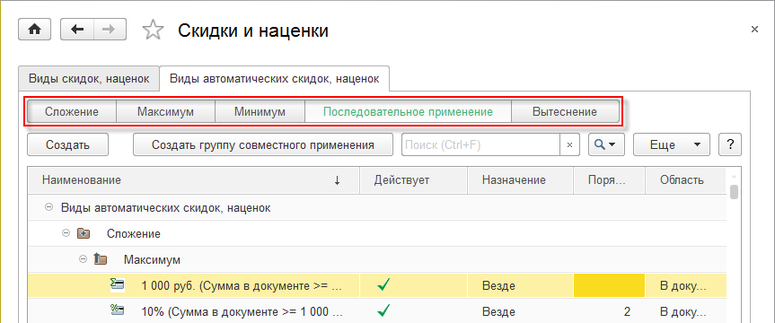 Скидки и наценки
Виды скидок, наценок Виды автоматических скидок, наценок
Сложение Максимум Минимум Последовательное применение Вытеснение
Создать Создать группу совместного применения Поиск (Ctrl+F) × Еще ?
Наименование ↓ Действует Назначение Поря... Область
Виды автоматических скидок, наценок
Сложение
Максимум
1 000 руб. (Сумма в документе >= ... Везде В доку...
10% (Сумма в документе >= 1 000 ... Везде 2 В доку...